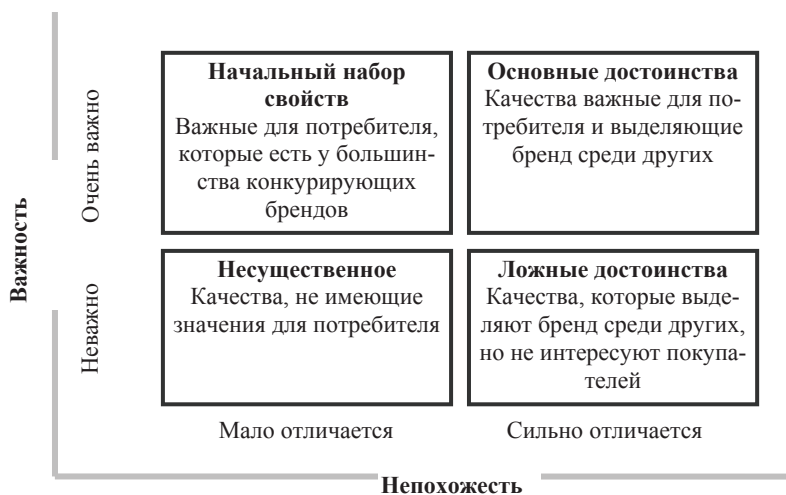 Важность
Очень важно
Начальный набор
свойств
Важные для потребителя,
которые есть у большин-
ства конкурирующих
брендов
Основные достоинства
Качества важные для по-
требителя и выделяющие
бренд среди других
Неважно
Несущественное
Качества, не имеющие
значения для потребителя
Ложные достоинства
Качества, которые выде-
ляют бренд среди других,
но не интересуют покупа-
телей
Мало отличается
Сильно отличается
Непохожесть